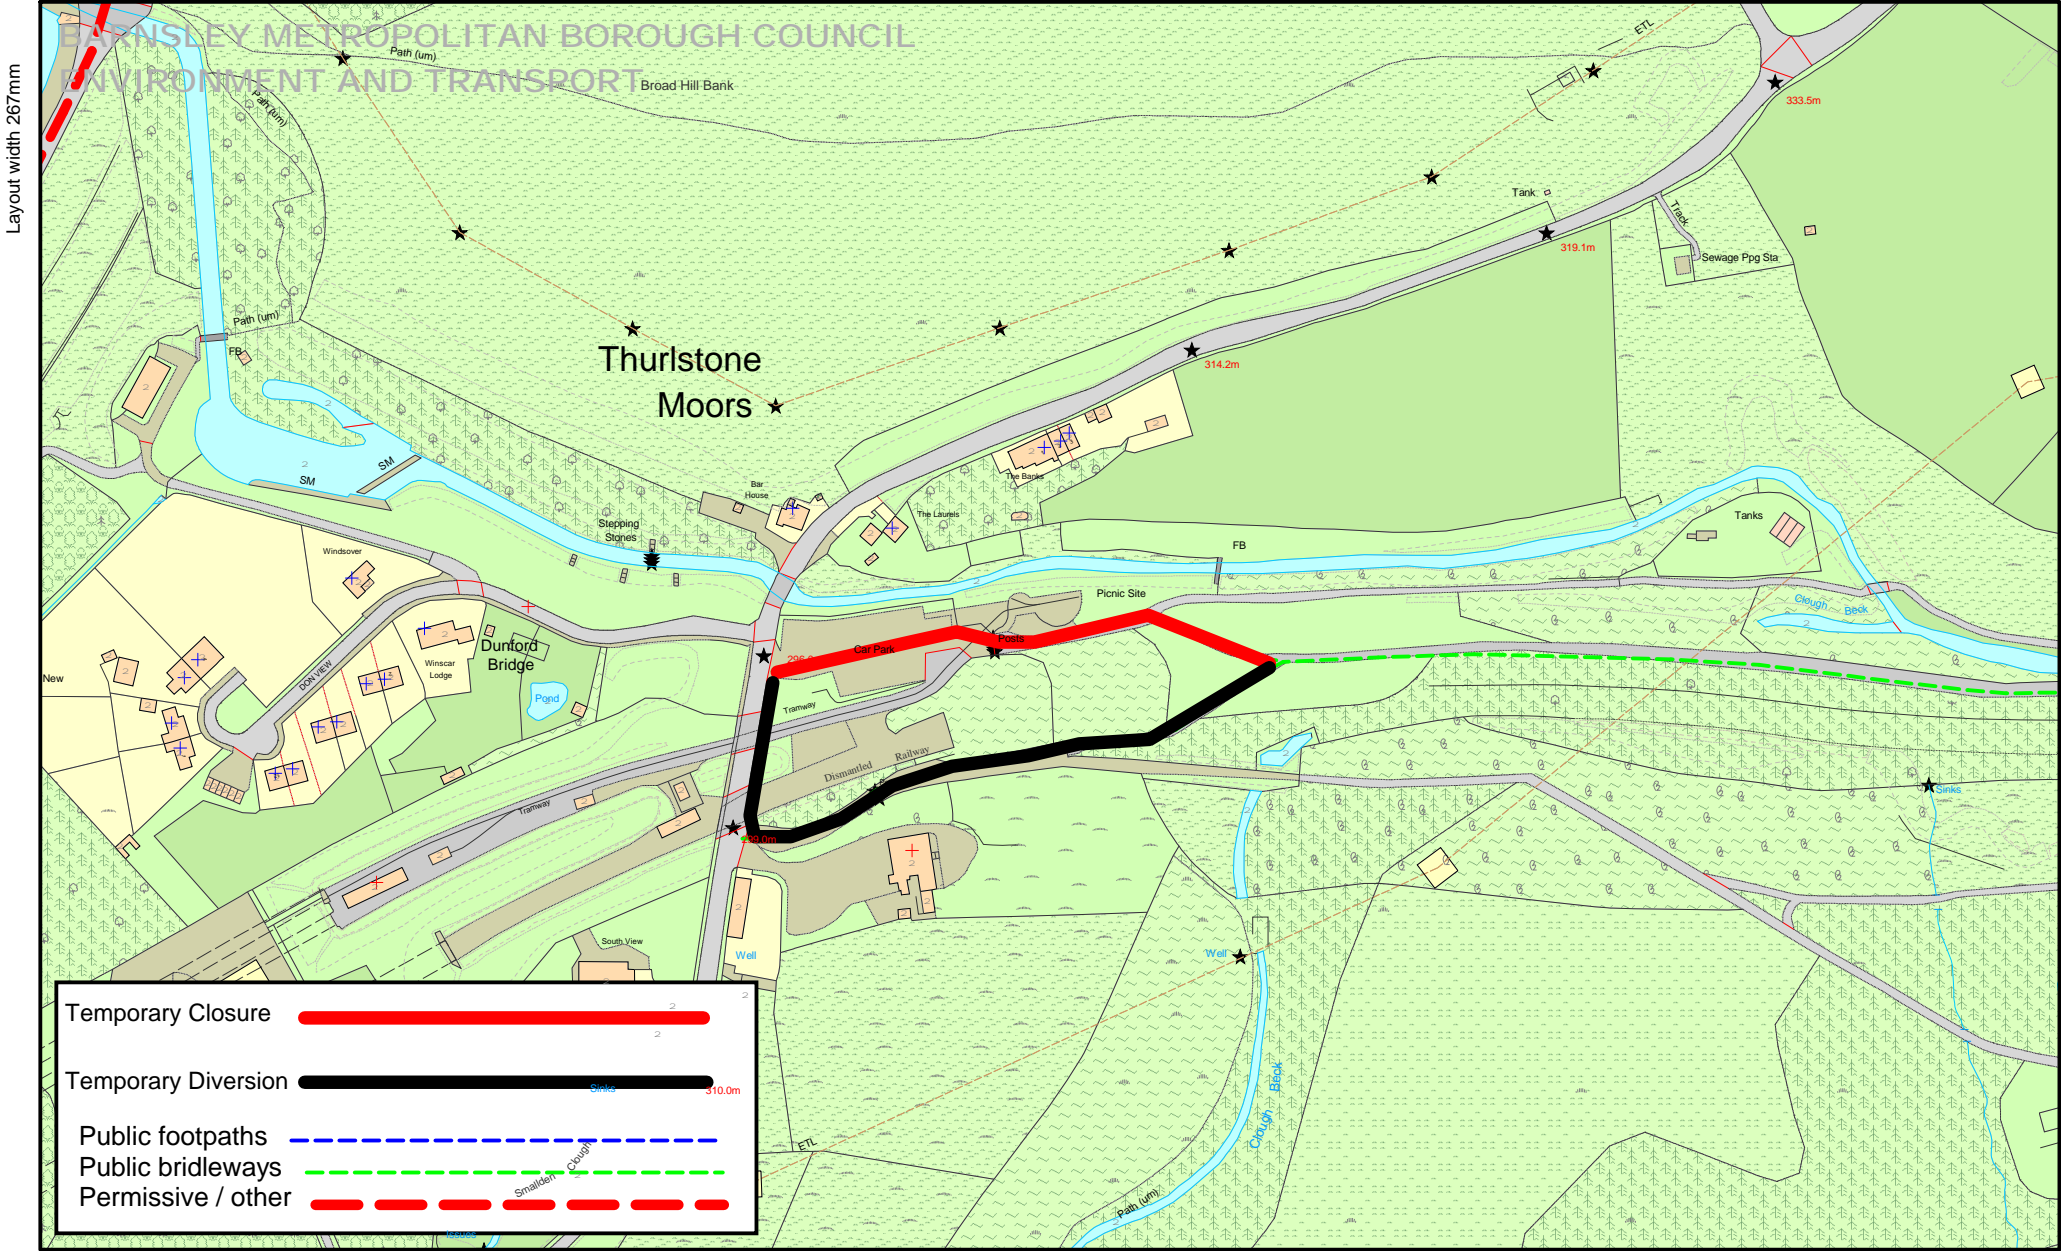 BARNSLEY METROPOLITAN BOROUGH COUNCIL
ENVIRONMENT AND TRANSPORT
Layout width 267mm
Path (um)
Path (um)
Broad Hill Bank
ETL
333.5m
Tank
Track
319.1m
Sewage Ppg Sta
Path (um)
FB
Thurlstone
Moors
314.2m
SM
SM
Bar
House
The Banks
The Laurels
Stepping
Stones
FB
Tanks
Windsover
Picnic Site
Clough Beck
Dunford
Bridge
Winscar
Lodge
DON VIEW
New
Pond
Car Park
Posts
Tramway
Dismantled Railway
Tramway
299.0m
Sinks
South View
Well
Well
Clough Beck
Path (um)
ETL
Temporary Closure
Temporary Diversion
Sinks
310.0m
Public footpaths
Public bridleways
Permissive / other
Smallden Clough
Issues